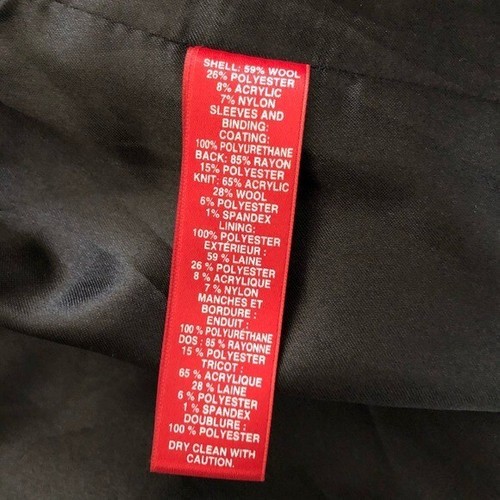 SHELL: 59% WOOL
26% POLYESTER
8% ACRYLIC
7% NYLON
SLEEVES AND
BINDING:
COATING:
100% POLYURETHANE
BACK: 85% RAYON
15% POLYESTER
KNIT: 65% ACRYLIC
28% WOOL
6% POLYESTER
1% SPANDEX
LINING:
100% POLYESTER
EXTÉRIEUR :
59 % LAINE
26 % POLYESTER
8 % ACRYLIQUE
7 % NYLON
MANCHES ET
BORDURE :
ENDUIT :
100 % POLYURÉTHANE
DOS : 85 % RAYONNE
15 % POLYESTER
TRICOT :
65 % ACRYLIQUE
28 % LAINE
6 % POLYESTER
1 % SPANDEX
DOUBLURE :
100 % POLYESTER
DRY CLEAN WITH
CAUTION.